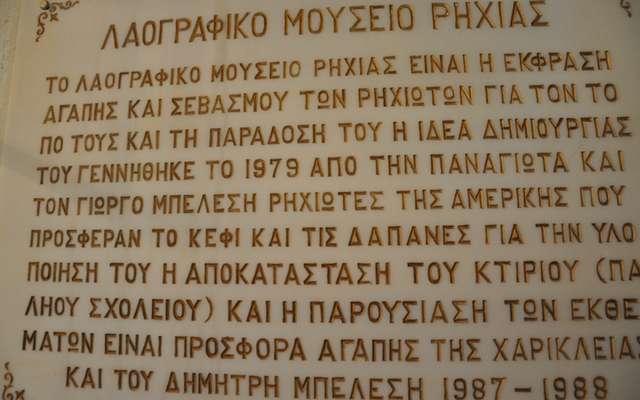 ΛΑΟΓΡΑΦΙΚΟ ΜΟΥΣΕΙΟ ΡΗΧΙΑΣ
ΤΟ ΛΑΟΓΡΑΦΙΚΟ ΜΟΥΣΕΙΟ ΡΗΧΙΑΣ ΕΙΝΑΙ Η ΕΚΦΡΑΣΗ
ΑΓΑΠΗΣ ΚΑΙ ΣΕΒΑΣΜΟΥ ΤΩΝ ΡΗΧΙΩΤΩΝ ΓΙΑ ΤΟΝ ΤΟ
ΠΟ ΤΟΥΣ ΚΑΙ ΤΗ ΠΑΡΑΔΟΣΗ ΤΟΥ Η ΙΔΕΑ ΔΗΜΙΟΥΡΓΙΑΣ
ΤΟΥ ΓΕΝΝΗΘΗΚΕ ΤΟ 1979 ΑΠΟ ΤΗΝ ΠΑΝΑΓΙΩΤΑ ΚΑΙ
ΤΟΝ ΓΙΩΡΓΟ ΜΠΕΛΕΣΗ ΡΗΧΙΩΤΕΣ ΤΗΣ ΑΜΕΡΙΚΗΣ ΠΟΥ
ΠΡΟΣΦΕΡΑΝ ΤΟ ΚΕΦΙ ΚΑΙ ΤΙΣ ΔΑΠΑΝΕΣ ΓΙΑ ΤΗΝ ΥΛΟ
ΠΟΙΗΣΗ ΤΟΥ Η ΑΠΟΚΑΤΑΣΤΑΣΗ ΤΟΥ ΚΤΙΡΙΟΥ (ΠΑ
ΛΗΟΥ ΣΧΟΛΕΙΟΥ) ΚΑΙ Η ΠΑΡΟΥΣΙΑΣΗ ΤΩΝ ΕΚΘΕ
ΜΑΤΩΝ ΕΙΝΑΙ ΠΡΟΣΦΟΡΑ ΑΓΑΠΗΣ ΤΗΣ ΧΑΡΙΚΛΕΙΑΣ
ΚΑΙ ΤΟΥ ΔΗΜΗΤΡΗ ΜΠΕΛΕΣΗ 1987 – 1988